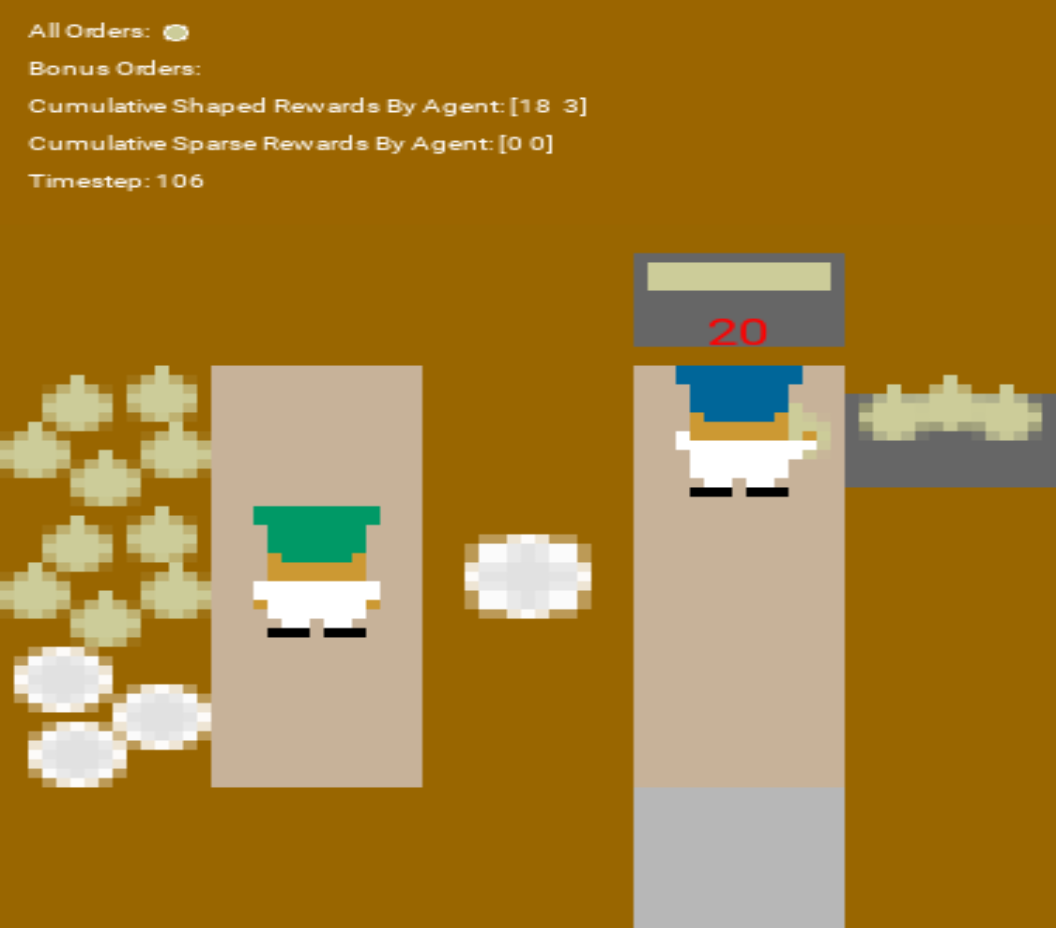 All Orders:
Bonus Orders:
Cumulative Shaped Rewards By Agent: [18 3]
Cumulative Sparse Rewards By Agent: [0 0]
Timestep: 106
20